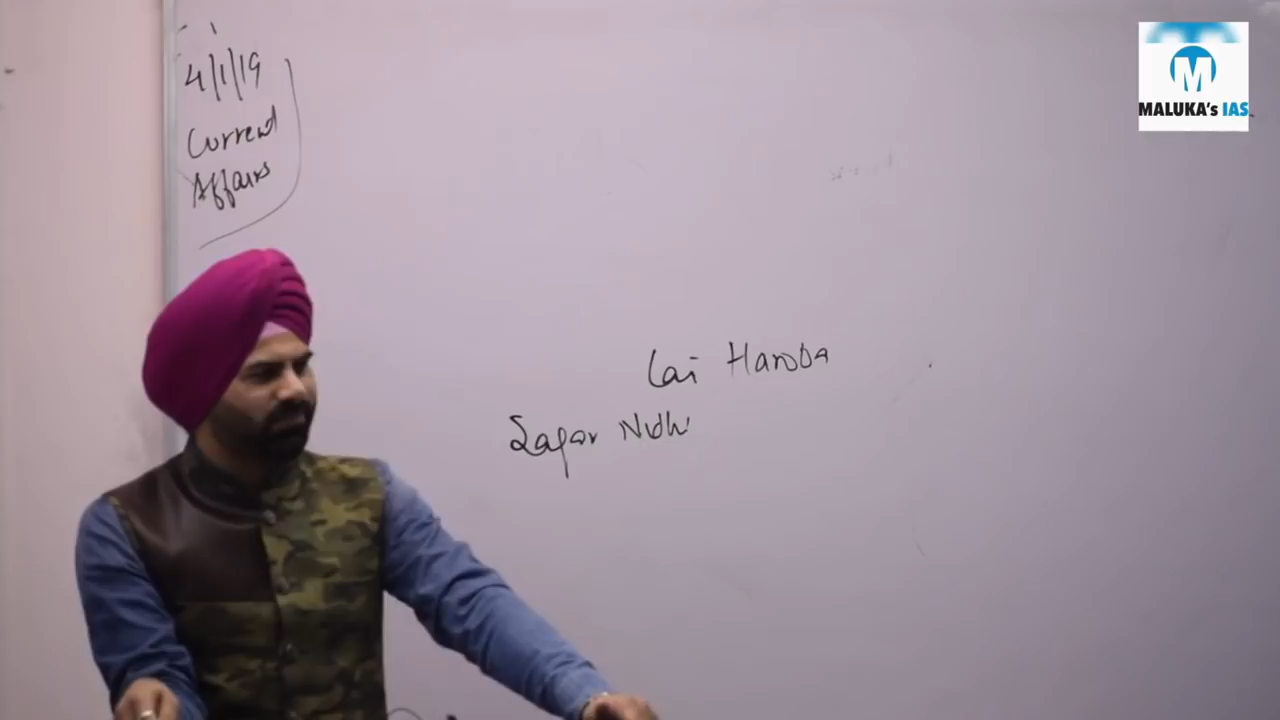 4/1/19
Current
Affairs
Lai Haroba
Sagar Nidhi
M
MALUKA's IAS